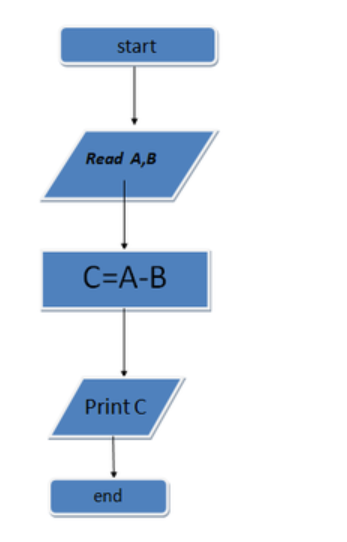 start
Read A,B
C=A-B
Print C
end